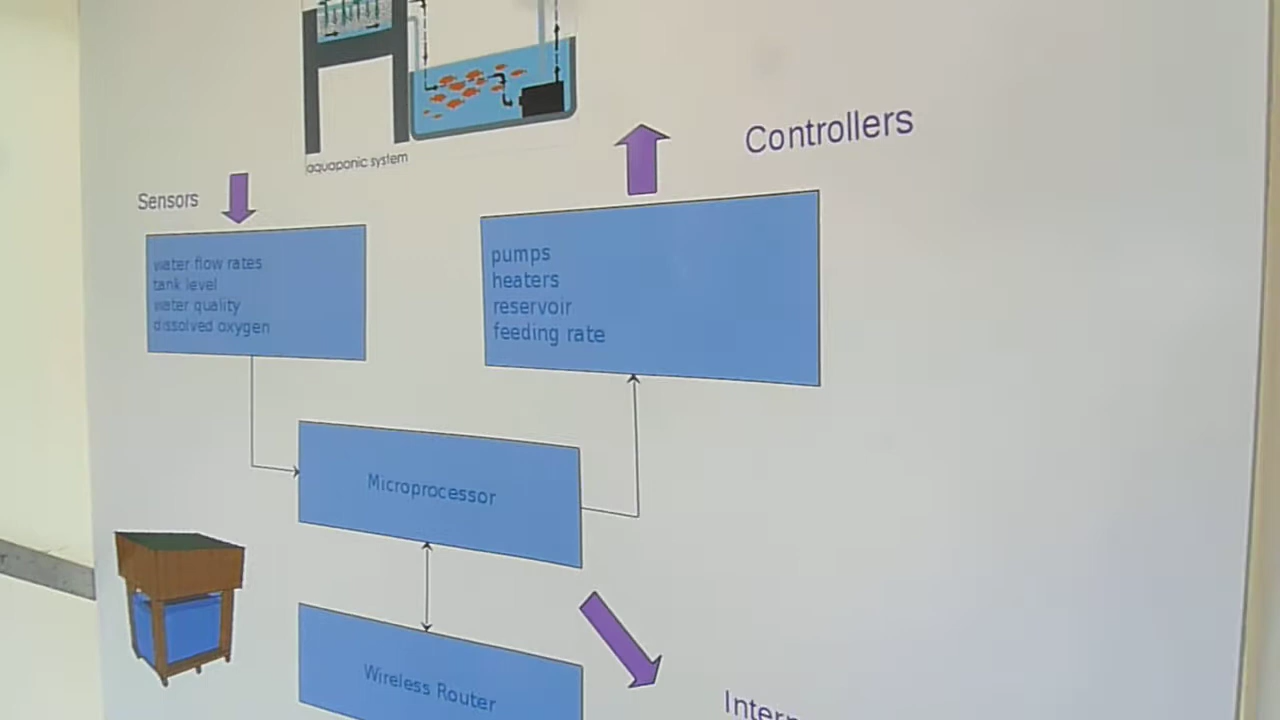 aquaponic system
Controllers
Sensors
water flow rates
tank level
water quality
dissolved oxygen
pumps
heaters
reservoir
feeding rate
Microprocessor
Wireless Router